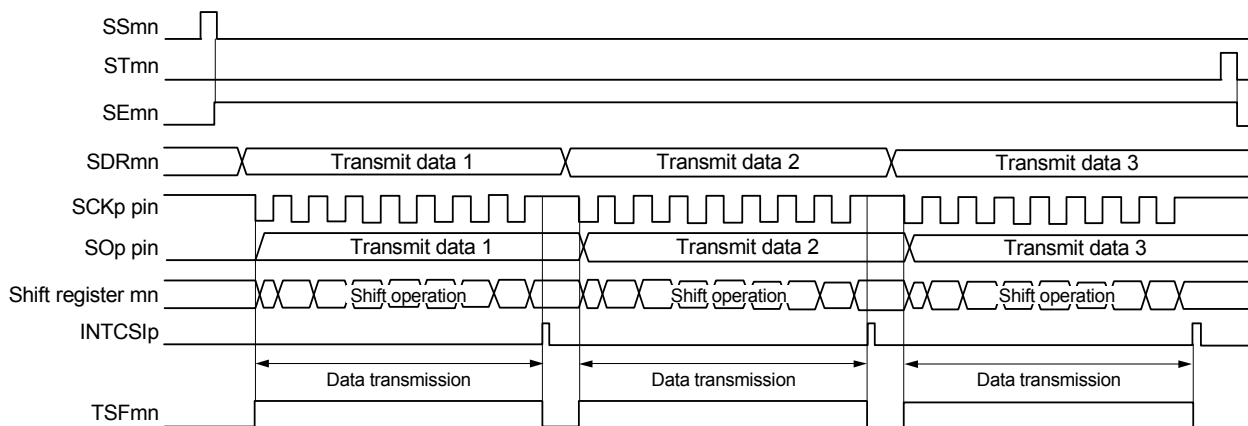 SSmn
STmn
SEmn
SDRmn Transmit data 1 Transmit data 2 Transmit data 3
SCKp pin
SOp pin Transmit data 1 Transmit data 2 Transmit data 3
Shift register mn Shift operation Shift operation Shift operation
INTCSIp
Data transmission Data transmission Data transmission
TSFmn